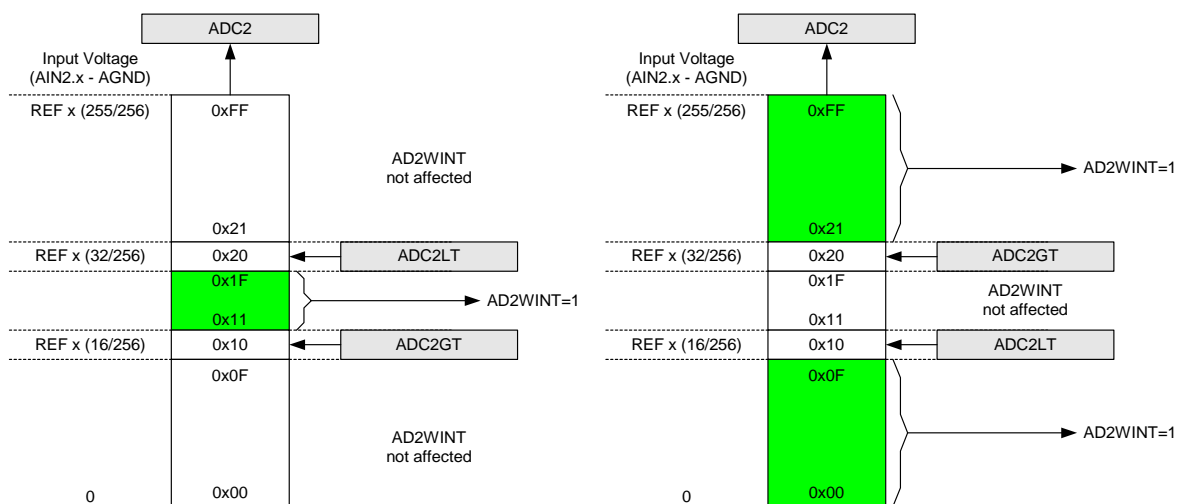 ADC2
Input Voltage
(AIN2.x - AGND)
REF x (255/256)
0xFF
AD2WINT
not affected
0x21
REF x (32/256)
0x20
ADC2LT
0x1F
AD2WINT=1
0x11
REF x (16/256)
0x10
ADC2GT
0x0F
AD2WINT
not affected
0
0x00
ADC2
Input Voltage
(AIN2.x - AGND)
REF x (255/256)
0xFF
AD2WINT=1
0x21
REF x (32/256)
0x20
ADC2GT
0x1F
AD2WINT
not affected
0x11
REF x (16/256)
0x10
ADC2LT
0x0F
AD2WINT=1
0
0x00